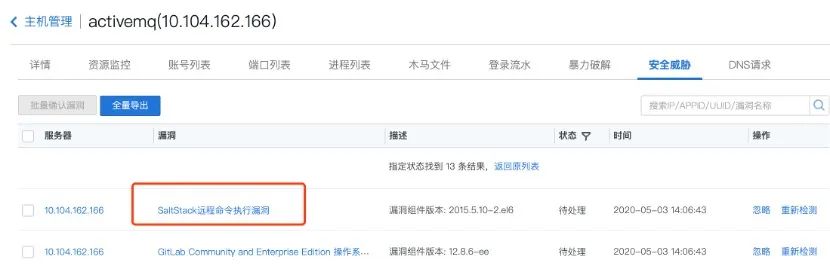 主机管理 | activemq(10.104.162.166)
详情 资源监控 账号列表 端口列表 进程列表 木马文件 登录流水 暴力破解 安全威胁 DNS请求
批量确认漏洞 全量导出 搜索IP/APPID/UUID/漏洞名称
服务器 漏洞 描述 状态 时间 操作
指定状态找到 13 条结果，返回原列表
10.104.162.166 SaltStack远程命令执行漏洞 漏洞组件版本: 2015.5.10-2.el6 待处理 2020-05-03 14:06:43 忽略 重新检测
10.104.162.166 GitLab Community and Enterprise Edition 操作系... 漏洞组件版本: 12.8.6-ee 待处理 2020-05-03 14:06:43 忽略 重新检测